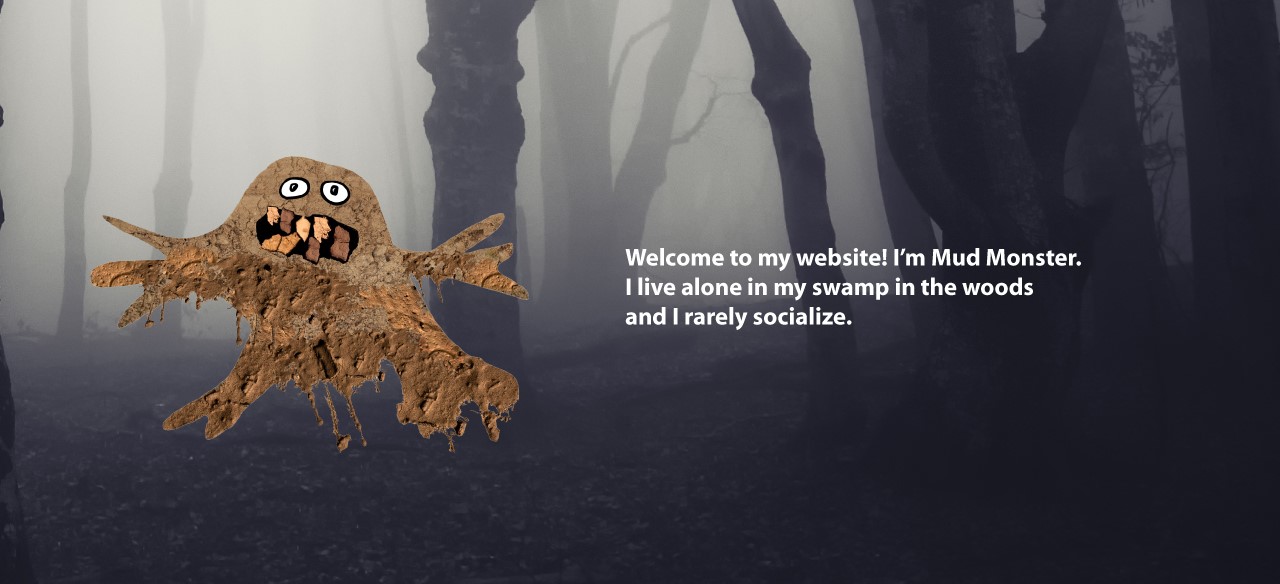 Welcome to my website! I’m Mud Monster.
I live alone in my swamp in the woods
and I rarely socialize.